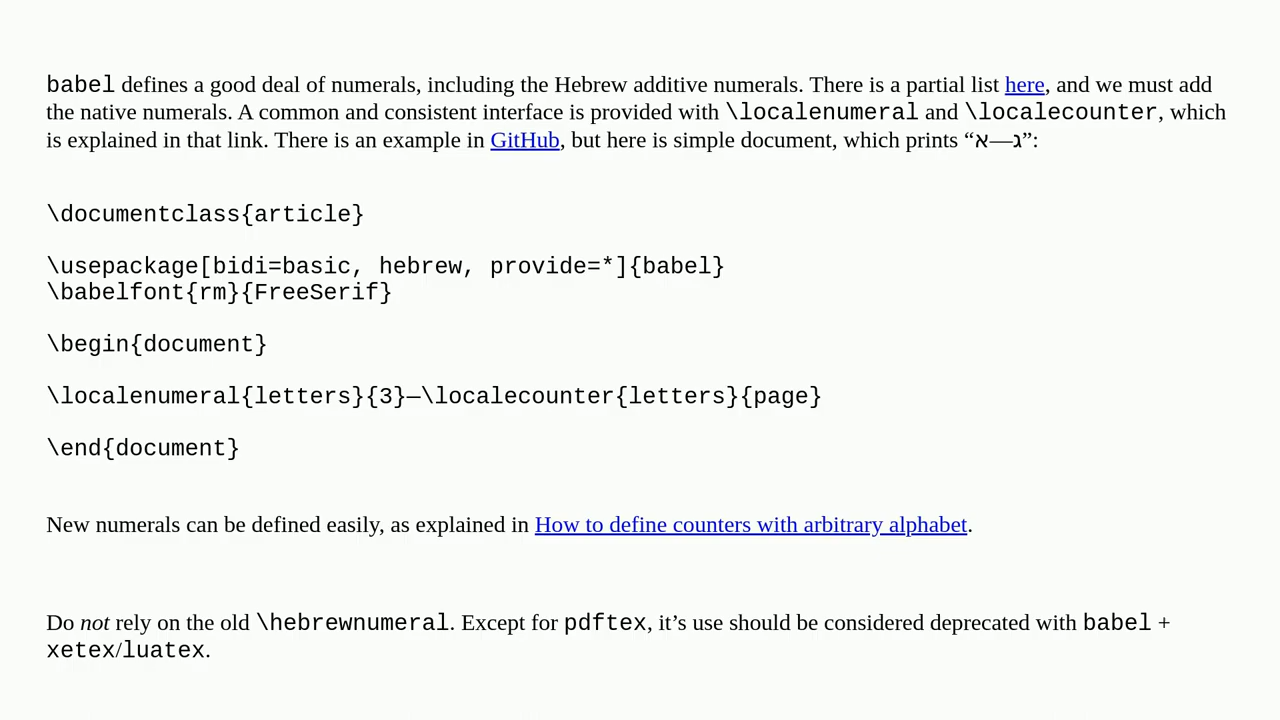 babel defines a good deal of numerals, including the Hebrew additive numerals. There is a partial list here, and we must add
the native numerals. A common and consistent interface is provided with \localenumeral and \localecounter, which
is explained in that link. There is an example in GitHub, but here is simple document, which prints “ג—א”:
\documentclass{article}
\usepackage[bidi=basic, hebrew, provide=*]{babel}
\babelfont{rm}{FreeSerif}
\begin{document}
\localenumeral{letters}{3}—\localecounter{letters}{page}
\end{document}
New numerals can be defined easily, as explained in How to define counters with arbitrary alphabet.
Do not rely on the old \hebrewnumeral. Except for pdftex, it’s use should be considered deprecated with babel +
xetex/luatex.